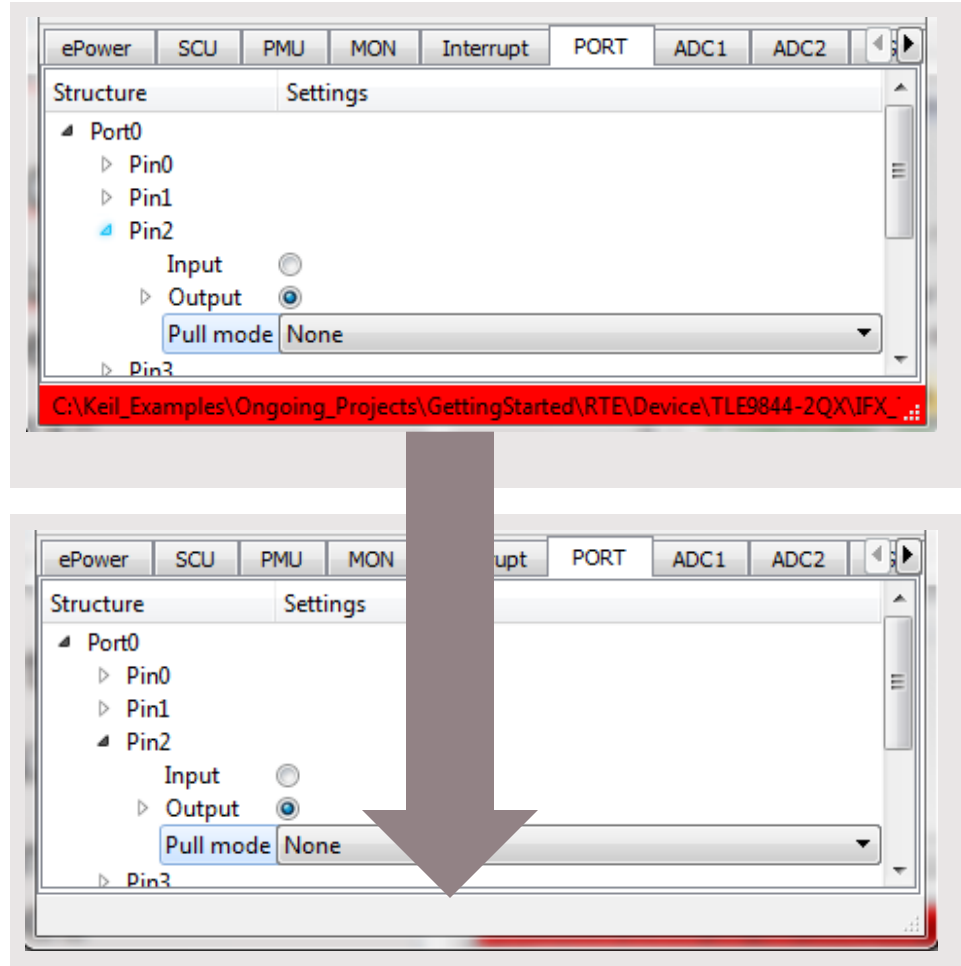 ePower SCU PMU MON Interrupt PORT ADC1 ADC2
Structure Settings
Port0
Pin0
Pin1
Pin2
Input
Output
Pull mode None
Pin3
C:\Keil_Examples\Ongoing_Projects\GettingStarted\RTE\Device\TLE9844-2QX\IFX_
ePower SCU PMU MON upt PORT ADC1 ADC2
Structure Settings
Port0
Pin0
Pin1
Pin2
Input
Output
Pull mode None
Pin3